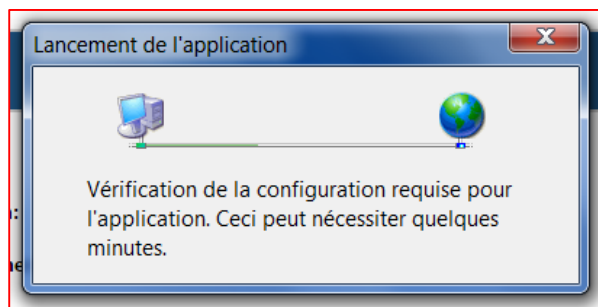 Lancement de l'application
Vérification de la configuration requise pour
l'application. Ceci peut nécessiter quelques
minutes.